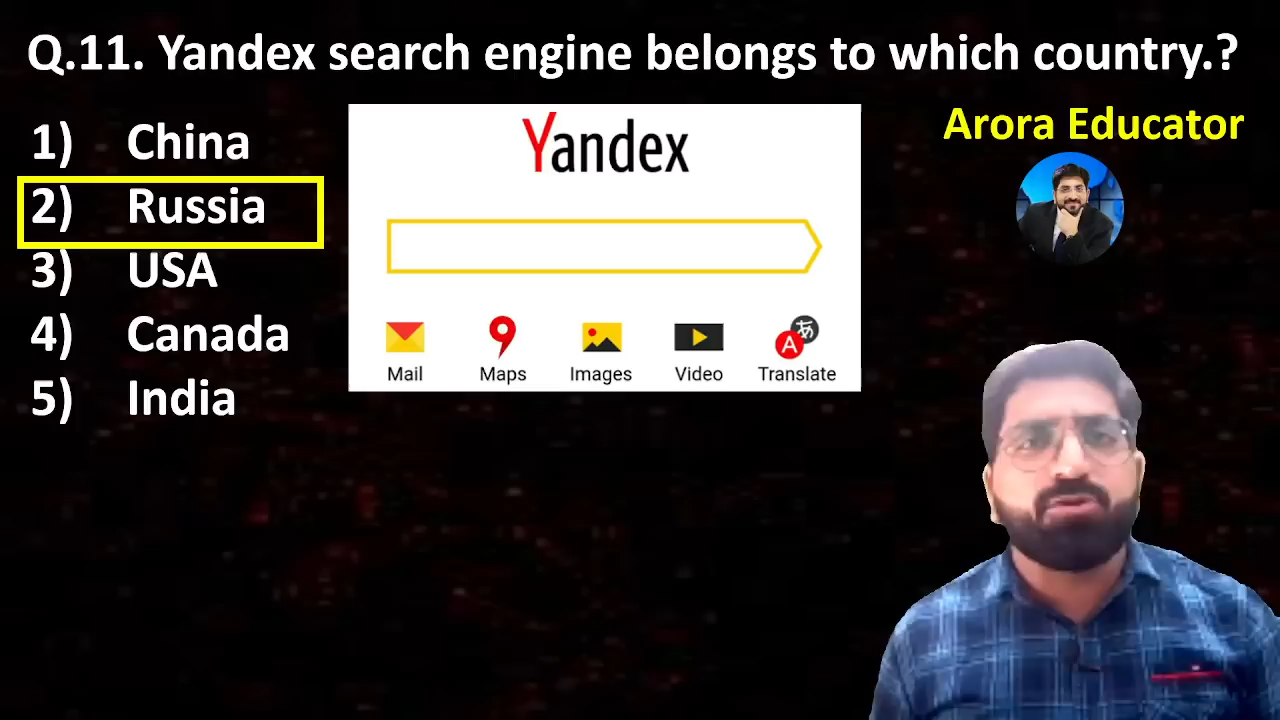 Q.11. Yandex search engine belongs to which country.?
1) China
2) Russia
3) USA
4) Canada
5) India
Yandex
Mail Maps Images Video Translate
Arora Educator